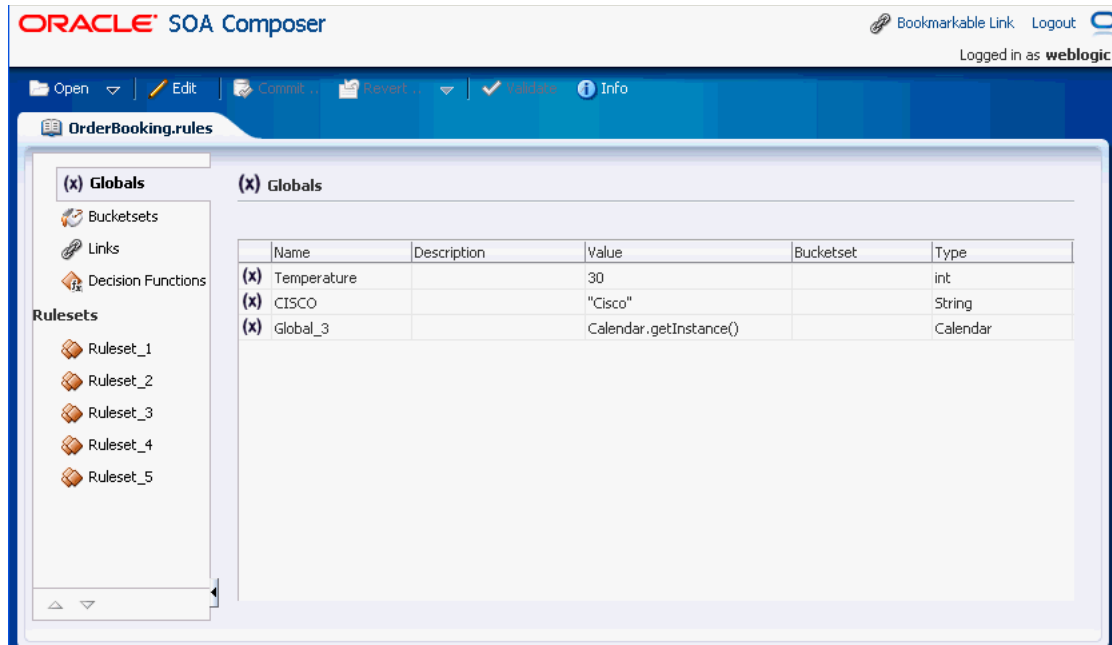 ORACLE SOA Composer
Bookmarkable Link Logout
Logged in as weblogic
Open Edit Commit .. Revert .. Validate Info
OrderBooking.rules
(x) Globals
Bucketsets
Links
Decision Functions
Rulesets
Ruleset_1
Ruleset_2
Ruleset_3
Ruleset_4
Ruleset_5
(x) Globals
Name Description Value Bucketset Type
(x) Temperature 30 int
(x) CISCO "Cisco" String
(x) Global_3 Calendar.getInstance() Calendar